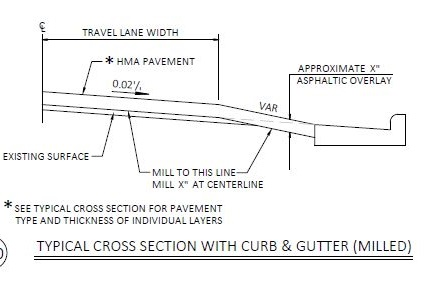 ℄
TRAVEL LANE WIDTH
* HMA PAVEMENT
0.02'/'
APPROXIMATE X"
ASPHALTIC OVERLAY
VAR
EXISTING SURFACE
MILL TO THIS LINE
MILL X" AT CENTERLINE
* SEE TYPICAL CROSS SECTION FOR PAVEMENT
TYPE AND THICKNESS OF INDIVIDUAL LAYERS
TYPICAL CROSS SECTION WITH CURB & GUTTER (MILLED)